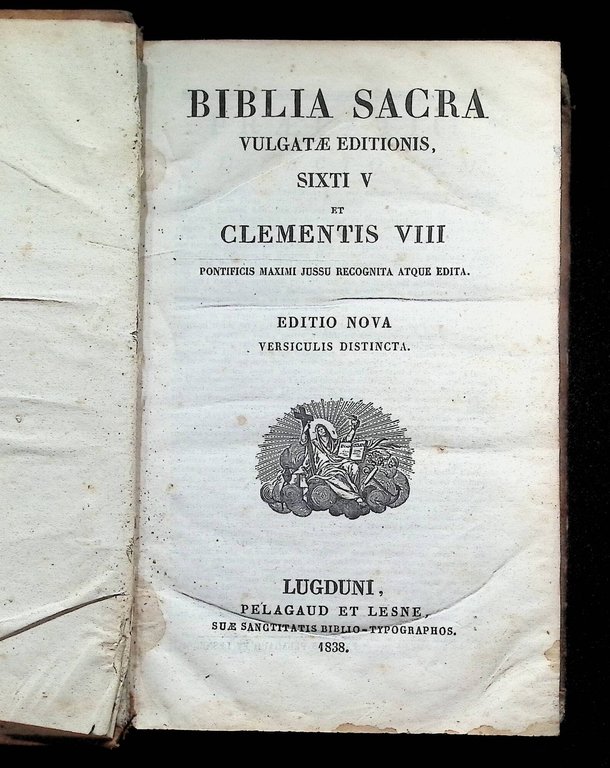 BIBLIA SACRA
VULGATÆ EDITIONIS,
SIXTI V
ET
CLEMENTIS VIII
PONTIFICIS MAXIMI JUSSU RECOGNITA ATQUE EDITA.
EDITIO NOVA
VERSICULIS DISTINCTA.
LUGDUNI,
PELAGAUD ET LESNE,
SUÆ SANCTITATIS BIBLIO-TYPOGRAPHOS.
1838.